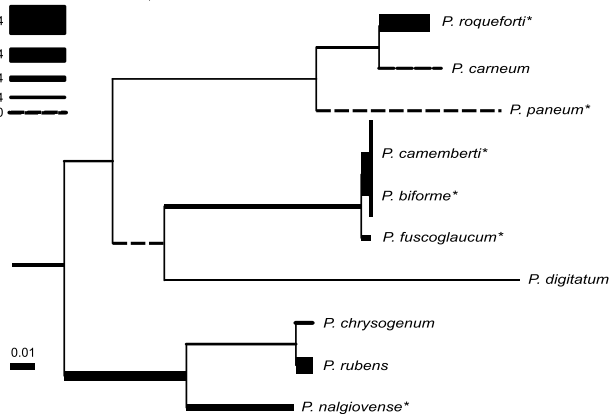 P. roqueforti*
P. carneum
P. paneum*
P. camemberti*
P. biforme*
P. fuscoglaucum*
P. digitatum
0.01
P. chrysogenum
P. rubens
P. nalgiovense*